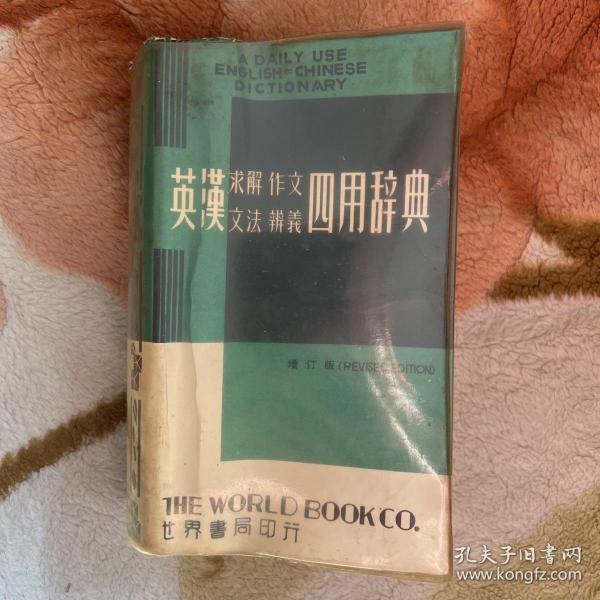 A DAILY USE
ENGLISH=CHINESE
DICTIONARY
英漢求解 作文 文法 辨義四用辞典
增订版(REVISED EDITION)
THE WORLD BOOK CO.
世界書局印行
孔夫子旧书网
www.kongfz.com